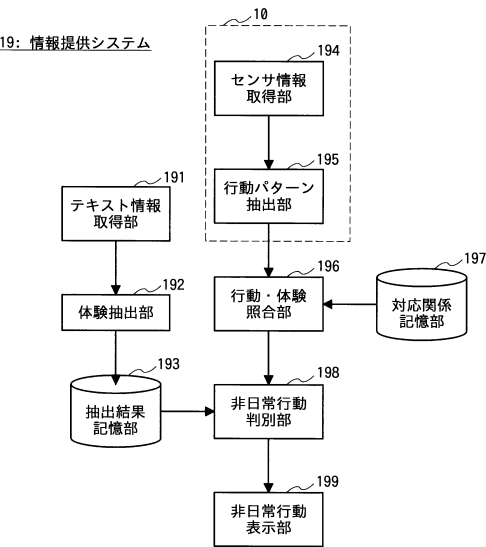 19: 情報提供システム
10
194
センサ情報
取得部
195
行動パターン
抽出部
191
テキスト情報
取得部
192
体験抽出部
193
抽出結果
記憶部
196
行動・体験
照合部
197
対応関係
記憶部
198
非日常行動
判別部
199
非日常行動
表示部